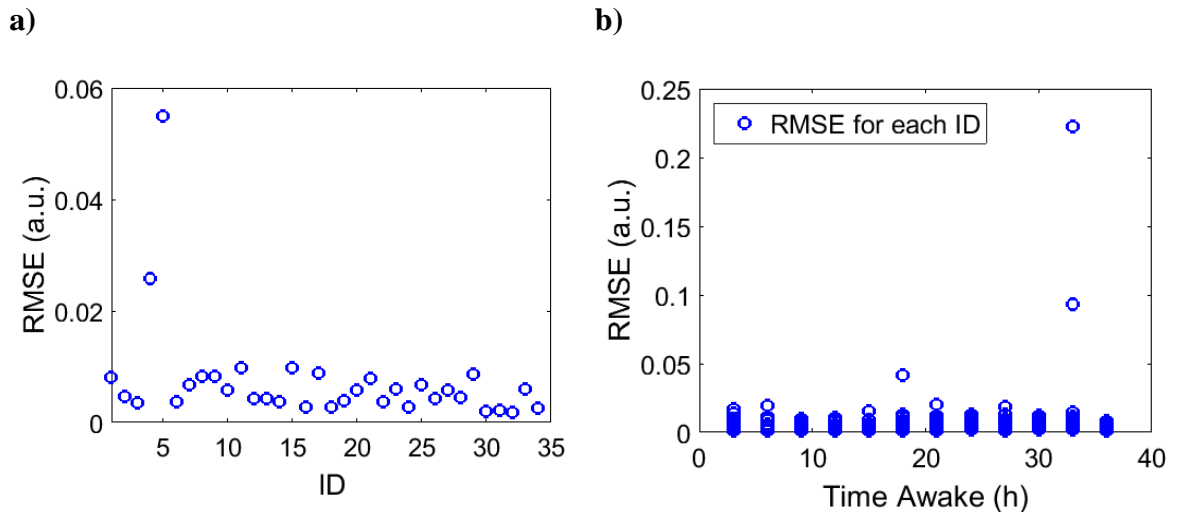 a)
b)
0.06
0.04
0.02
0
RMSE (a.u.)
5 10 15 20 25 30 35
ID
0.25
0.2
0.15
0.1
0.05
0
RMSE (a.u.)
RMSE for each ID
0 10 20 30 40
Time Awake (h)